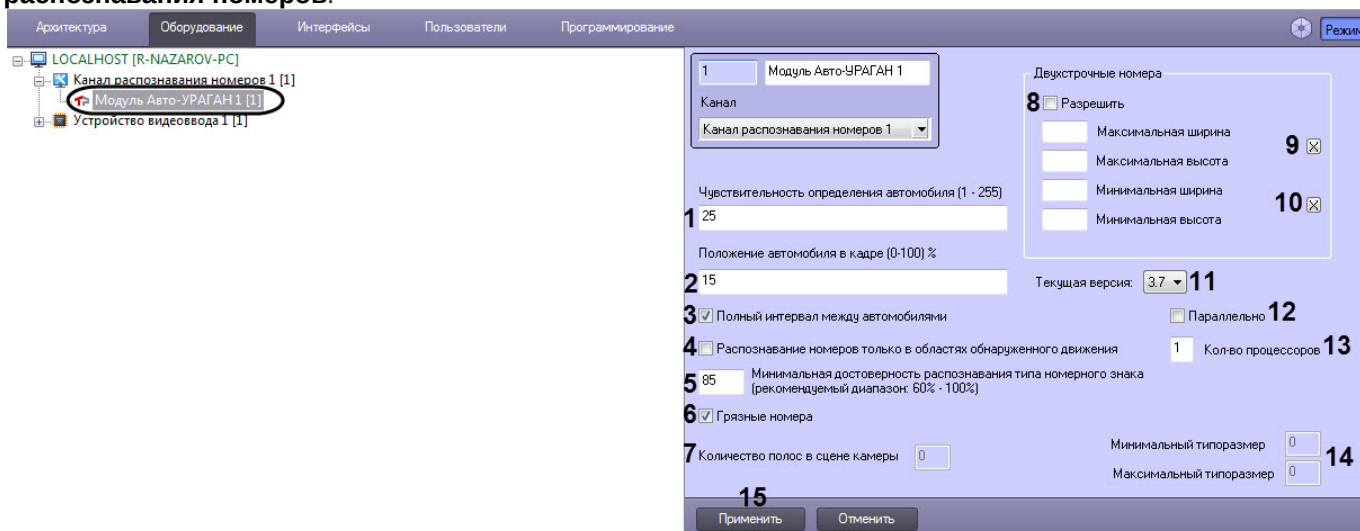 распознавания номеров.
Архитектура Оборудование Интерфейсы Пользователи Программирование Режим
LOCALHOST [R-NAZAROV-PC]
Канал распознавания номеров 1 [1]
Модуль Авто-УРАГАН 1 [1]
Устройство видеоввода 1 [1]
1 Модуль Авто-УРАГАН 1
Канал
Канал распознавания номеров 1
Двухстрочные номера
8 Разрешить
Максимальная ширина
9
Максимальная высота
Минимальная ширина
10
Минимальная высота
Чувствительность определения автомобиля (1 - 255)
1 25
Положение автомобиля в кадре (0-100) %
2 15
Текущая версия: 3.7 11
3 Полный интервал между автомобилями
Параллельно 12
4 Распознавание номеров только в областях обнаруженного движения
1 Кол-во процессоров 13
5 85 Минимальная достоверность распознавания типа номерного знака
(рекомендуемый диапазон: 60% - 100%)
6 Грязные номера
7 Количество полос в сцене камеры 0
Минимальный типоразмер 0
14
Максимальный типоразмер 0
15
Применить Отменить